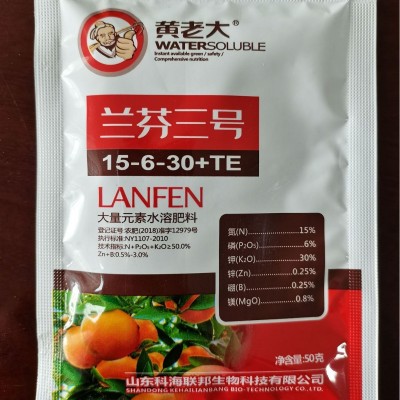 黄老大
WATERSOLUBLE
Instant available green / safety /
Comprehensive nutrition
兰芬三号
15-6-30+TE
LANFEN
大量元素水溶肥料
登记证号:农肥(2018)准字12979号
执行标准:NY1107-2010
技术指标:N+P₂O₅+K₂O≥50.0%
Zn+B:0.5%-3.0%
氮(N) 15%
磷(P₂O₅) 6%
钾(K₂O) 30%
锌(Zn) 0.25%
硼(B) 0.25%
镁(MgO) 0.8%
净含量:50克
山东科海联邦生物科技有限公司
SHANDONG KEHAILIANBANG BIO-TECHNOLOGY CO.,LTD